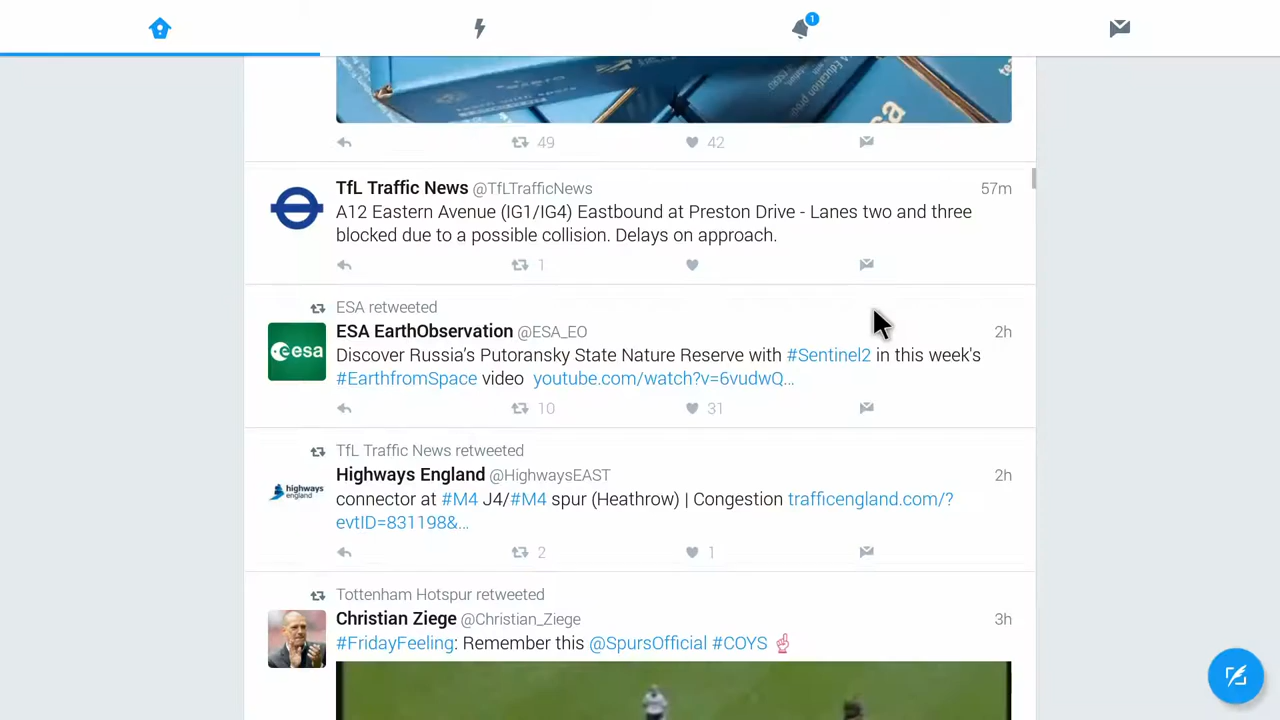 1
49 42
TfL Traffic News @TfLTrafficNews 57m
A12 Eastern Avenue (IG1/IG4) Eastbound at Preston Drive - Lanes two and three
blocked due to a possible collision. Delays on approach.
1
ESA retweeted
ESA EarthObservation @ESA_EO 2h
esa
Discover Russia's Putoransky State Nature Reserve with #Sentinel2 in this week's
#EarthfromSpace video youtube.com/watch?v=6vudwQ...
10 31
TfL Traffic News retweeted
Highways England @HighwaysEAST 2h
highways
england
connector at #M4 J4/#M4 spur (Heathrow) | Congestion trafficengland.com/?
evtID=831198&...
2 1
Tottenham Hotspur retweeted
Christian Ziege @Christian_Ziege 3h
#FridayFeeling: Remember this @SpursOfficial #COYS ☝